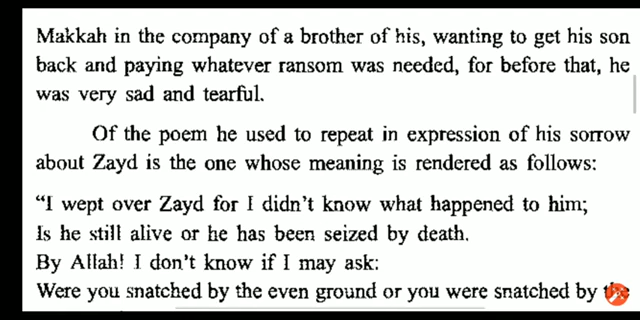 Makkah in the company of a brother of his, wanting to get his son
back and paying whatever ransom was needed, for before that, he
was very sad and tearful.
Of the poem he used to repeat in expression of his sorrow
about Zayd is the one whose meaning is rendered as follows:
“I wept over Zayd for I didn’t know what happened to him;
Is he still alive or he has been seized by death.
By Allah! I don’t know if I may ask:
Were you snatched by the even ground or you were snatched by